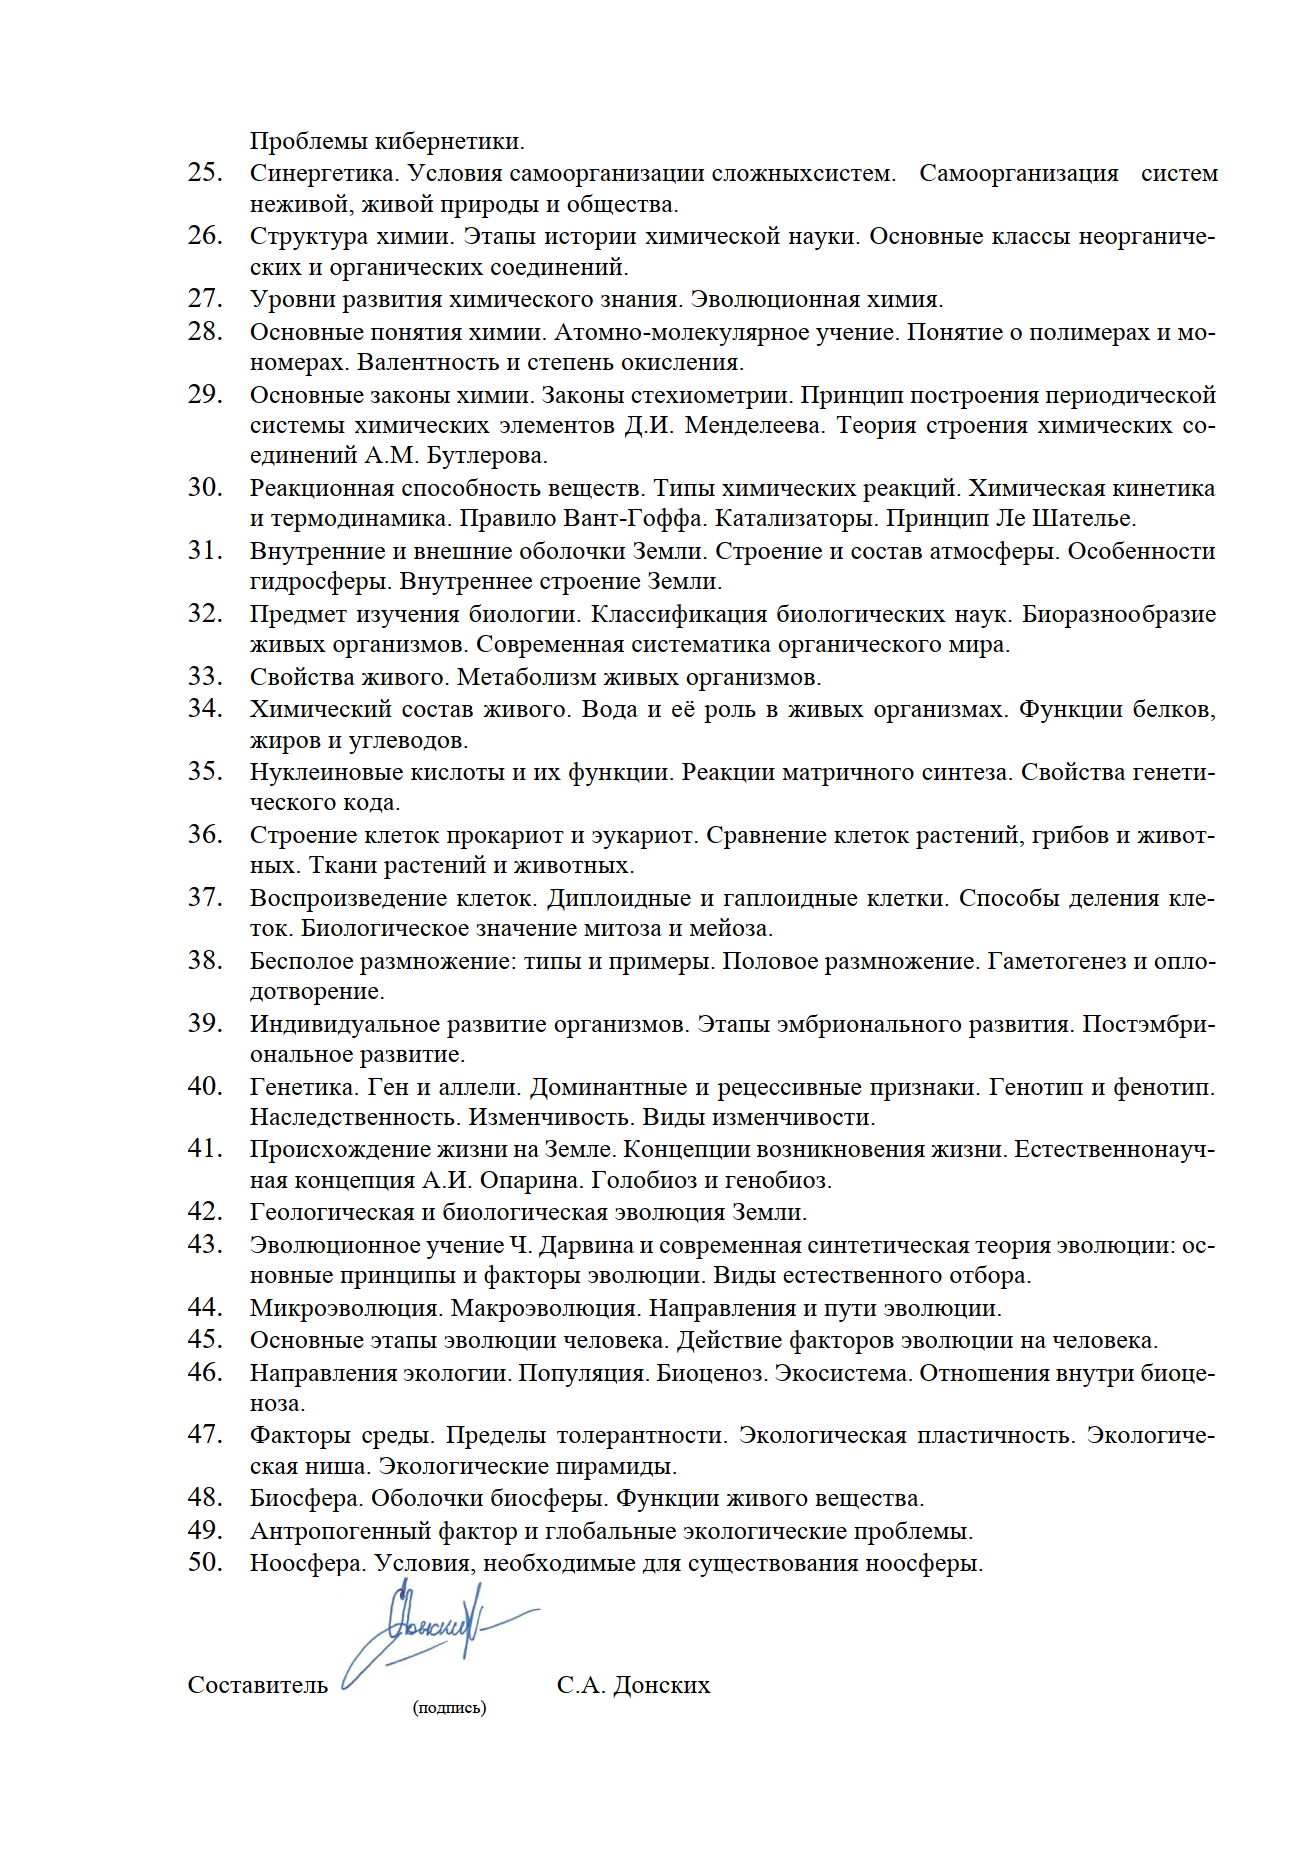 Проблемы кибернетики.
25. Синергетика. Условия самоорганизации сложныхсистем. Самоорганизация систем
неживой, живой природы и общества.
26. Структура химии. Этапы истории химической науки. Основные классы неорганиче-
ских и органических соединений.
27. Уровни развития химического знания. Эволюционная химия.
28. Основные понятия химии. Атомно-молекулярное учение. Понятие о полимерах и мо-
номерах. Валентность и степень окисления.
29. Основные законы химии. Законы стехиометрии. Принцип построения периодической
системы химических элементов Д.И. Менделеева. Теория строения химических со-
единений А.М. Бутлерова.
30. Реакционная способность веществ. Типы химических реакций. Химическая кинетика
и термодинамика. Правило Вант-Гоффа. Катализаторы. Принцип Ле Шателье.
31. Внутренние и внешние оболочки Земли. Строение и состав атмосферы. Особенности
гидросферы. Внутреннее строение Земли.
32. Предмет изучения биологии. Классификация биологических наук. Биоразнообразие
живых организмов. Современная систематика органического мира.
33. Свойства живого. Метаболизм живых организмов.
34. Химический состав живого. Вода и её роль в живых организмах. Функции белков,
жиров и углеводов.
35. Нуклеиновые кислоты и их функции. Реакции матричного синтеза. Свойства генети-
ческого кода.
36. Строение клеток прокариот и эукариот. Сравнение клеток растений, грибов и живот-
ных. Ткани растений и животных.
37. Воспроизведение клеток. Диплоидные и гаплоидные клетки. Способы деления кле-
ток. Биологическое значение митоза и мейоза.
38. Бесполое размножение: типы и примеры. Половое размножение. Гаметогенез и опло-
дотворение.
39. Индивидуальное развитие организмов. Этапы эмбрионального развития. Постэмбри-
ональное развитие.
40. Генетика. Ген и аллели. Доминантные и рецессивные признаки. Генотип и фенотип.
Наследственность. Изменчивость. Виды изменчивости.
41. Происхождение жизни на Земле. Концепции возникновения жизни. Естественнонауч-
ная концепция А.И. Опарина. Голобиоз и генобиоз.
42. Геологическая и биологическая эволюция Земли.
43. Эволюционное учение Ч. Дарвина и современная синтетическая теория эволюции: ос-
новные принципы и факторы эволюции. Виды естественного отбора.
44. Микроэволюция. Макроэволюция. Направления и пути эволюции.
45. Основные этапы эволюции человека. Действие факторов эволюции на человека.
46. Направления экологии. Популяция. Биоценоз. Экосистема. Отношения внутри биоце-
ноза.
47. Факторы среды. Пределы толерантности. Экологическая пластичность. Экологиче-
ская ниша. Экологические пирамиды.
48. Биосфера. Оболочки биосферы. Функции живого вещества.
49. Антропогенный фактор и глобальные экологические проблемы.
50. Ноосфера. Условия, необходимые для существования ноосферы.
Донских
Составитель С.А. Донских
(подпись)